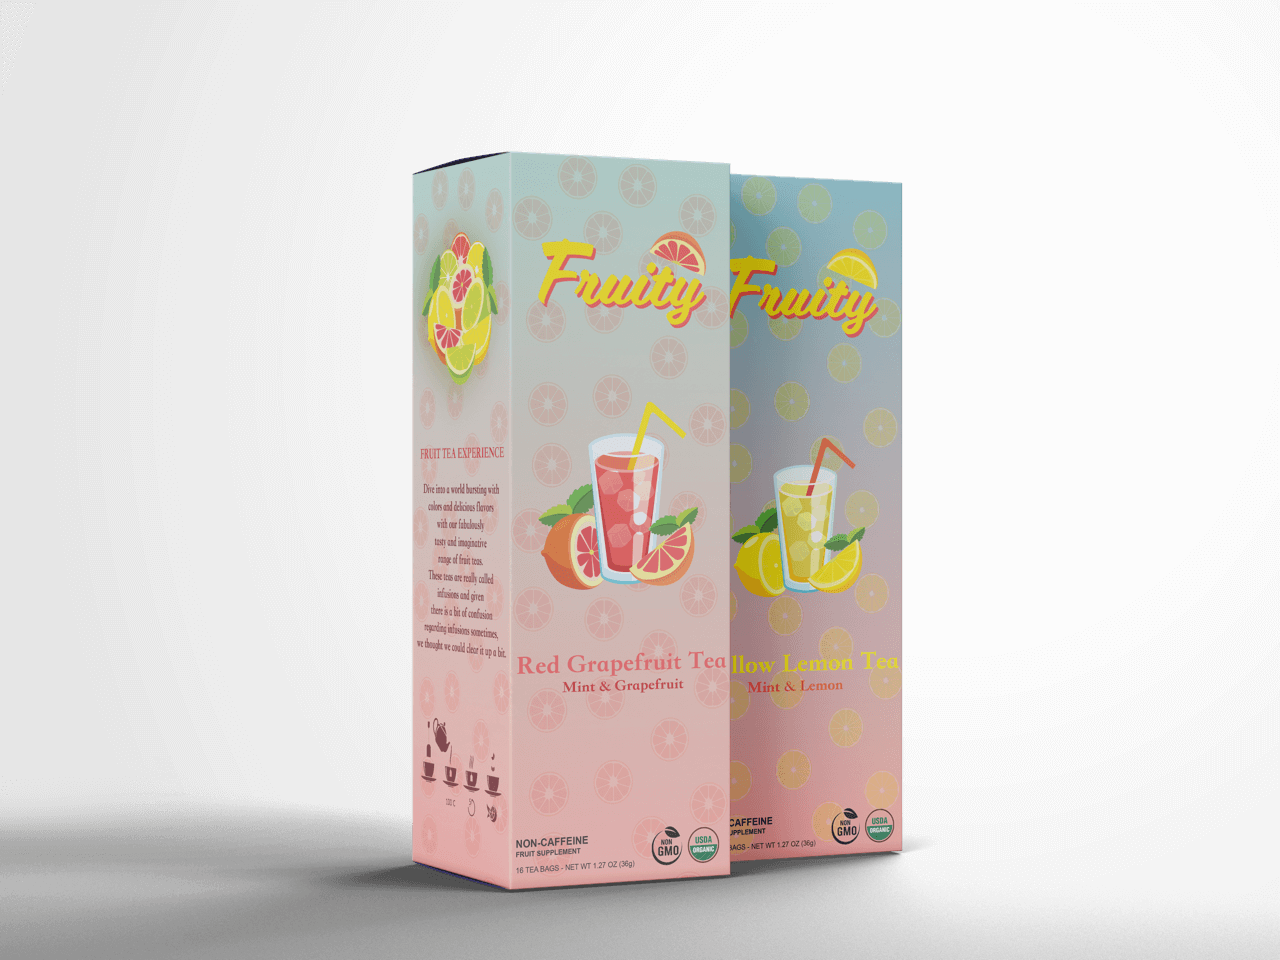 FRUIT TEA EXPERIENCE
Dive into a world bursting with
colors and delicious flavors
with our fabulously
tasty and imaginative
range of fruit teas.
These teas are really called
infusions and given
there is a bit of confusion
regarding infusions sometimes,
we thought we could clear it up a bit.
100 C
5"
Fruity
Red Grapefruit Tea
Mint & Grapefruit
NON-CAFFEINE
FRUIT SUPPLEMENT
16 TEA BAGS - NET WT 1.27 OZ (36g)
NON
GMO
USDA
ORGANIC
Fruity
llow Lemon Tea
Mint & Lemon
CAFFEINE
UPPLEMENT
BAGS - NET WT 1.27 OZ (36g)
NON
GMO
USDA
ORGANIC